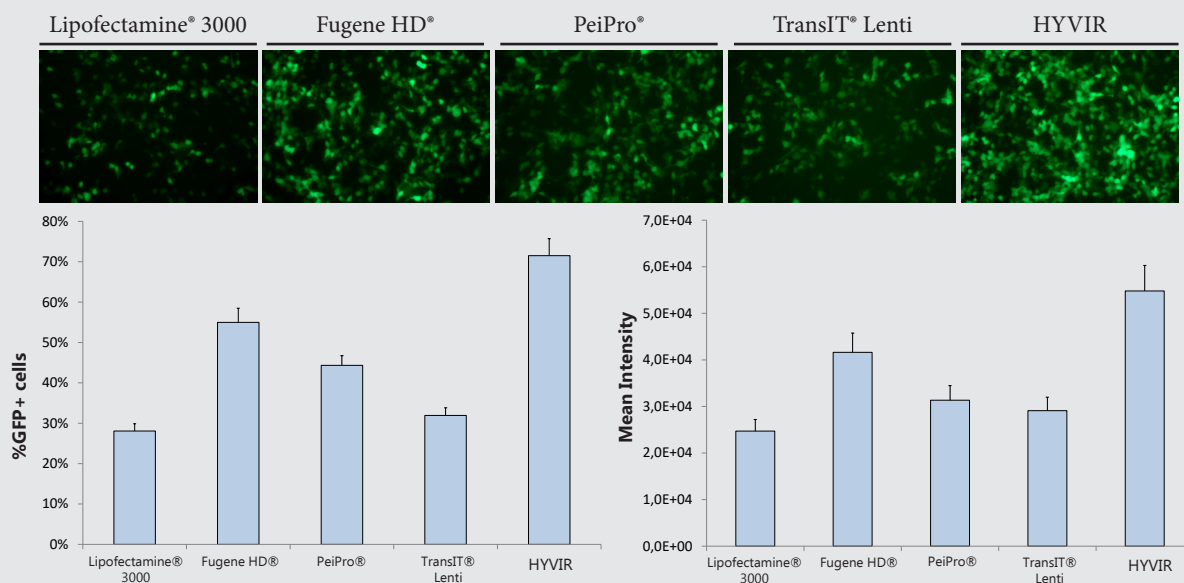 Lipofectamine® 3000 Fugene HD® PeiPro® TransIT® Lenti HYVIR
80%
70%
60%
50%
40%
30%
20%
10%
0%
%GFP+ cells
Lipofectamine® Fugene HD® PeiPro® TransIT® HYVIR
3000 Lenti
7,0E+04
6,0E+04
5,0E+04
4,0E+04
3,0E+04
2,0E+04
1,0E+04
0,0E+00
Mean Intensity
Lipofectamine® Fugene HD® PeiPro® TransIT® HYVIR
3000 Lenti